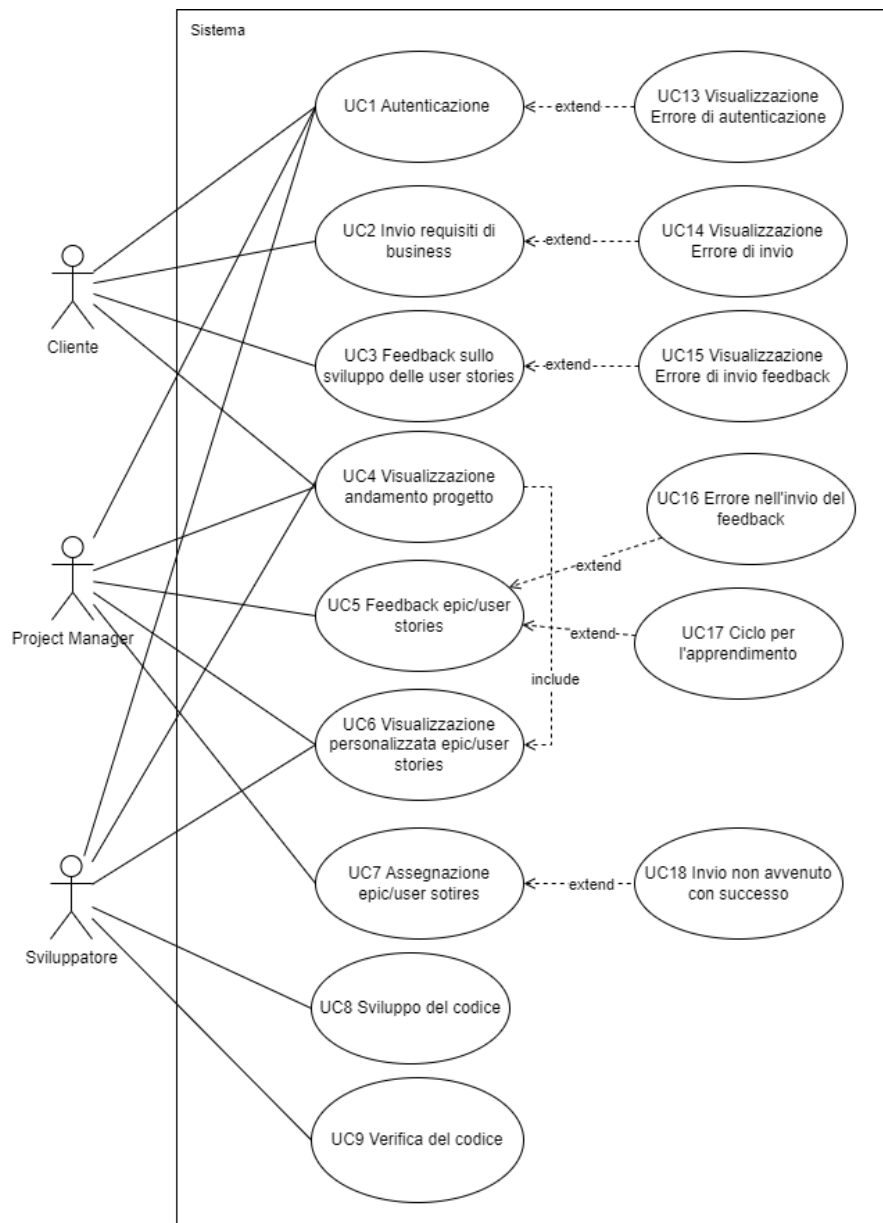 Sistema
UC1 Autenticazione
extend
UC13 Visualizzazione
Errore di autenticazione
UC2 Invio requisiti di
business
extend
UC14 Visualizzazione
Errore di invio
Cliente
UC3 Feedback sullo
sviluppo delle user stories
extend
UC15 Visualizzazione
Errore di invio feedback
UC4 Visualizzazione
andamento progetto
UC16 Errore nell'invio del
feedback
extend
Project Manager
UC5 Feedback epic/user
stories
extend
UC17 Ciclo per
l'apprendimento
include
UC6 Visualizzazione
personalizzata epic/user
stories
UC7 Assegnazione
epic/user sotires
extend
UC18 Invio non avvenuto
con successo
Sviluppatore
UC8 Sviluppo del codice
UC9 Verifica del codice